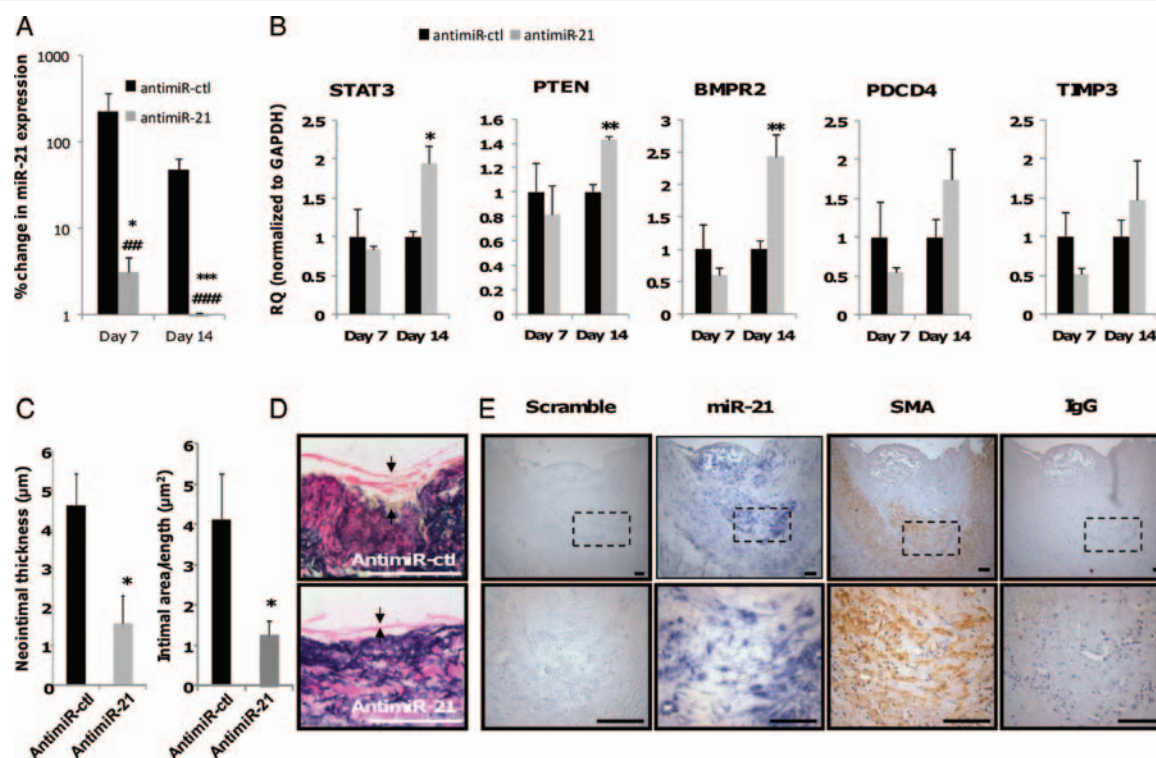 A
% change in miR-21 expression
1000
100
10
1
antimiR-ctl
antimiR-21
*
##
***
###
Day 7 Day 14
B
antimiR-ctl antimiR-21
RQ (normalized to GAPDH)
STAT3
2.5
2
1.5
1
0.5
0
*
Day 7 Day 14
PTEN
1.6
1.4
1.2
1
0.8
0.6
0.4
0.2
0
**
Day 7 Day 14
BMPR2
3
2.5
2
1.5
1
0.5
0
**
Day 7 Day 14
PDCD4
2.5
2
1.5
1
0.5
0
Day 7 Day 14
TIMP3
2.5
2
1.5
1
0.5
0
Day 7 Day 14
C
Neointimal thickness (µm)
6
5
4
3
2
1
0
*
AntimiR-ctl
AntimiR-21
Intimal area/length (µm²)
6
5
4
3
2
1
0
*
AntimiR-ctl
AntimiR-21
D
AntimiR-ctl
AntimiR-21
E
Scramble miR-21 SMA IgG